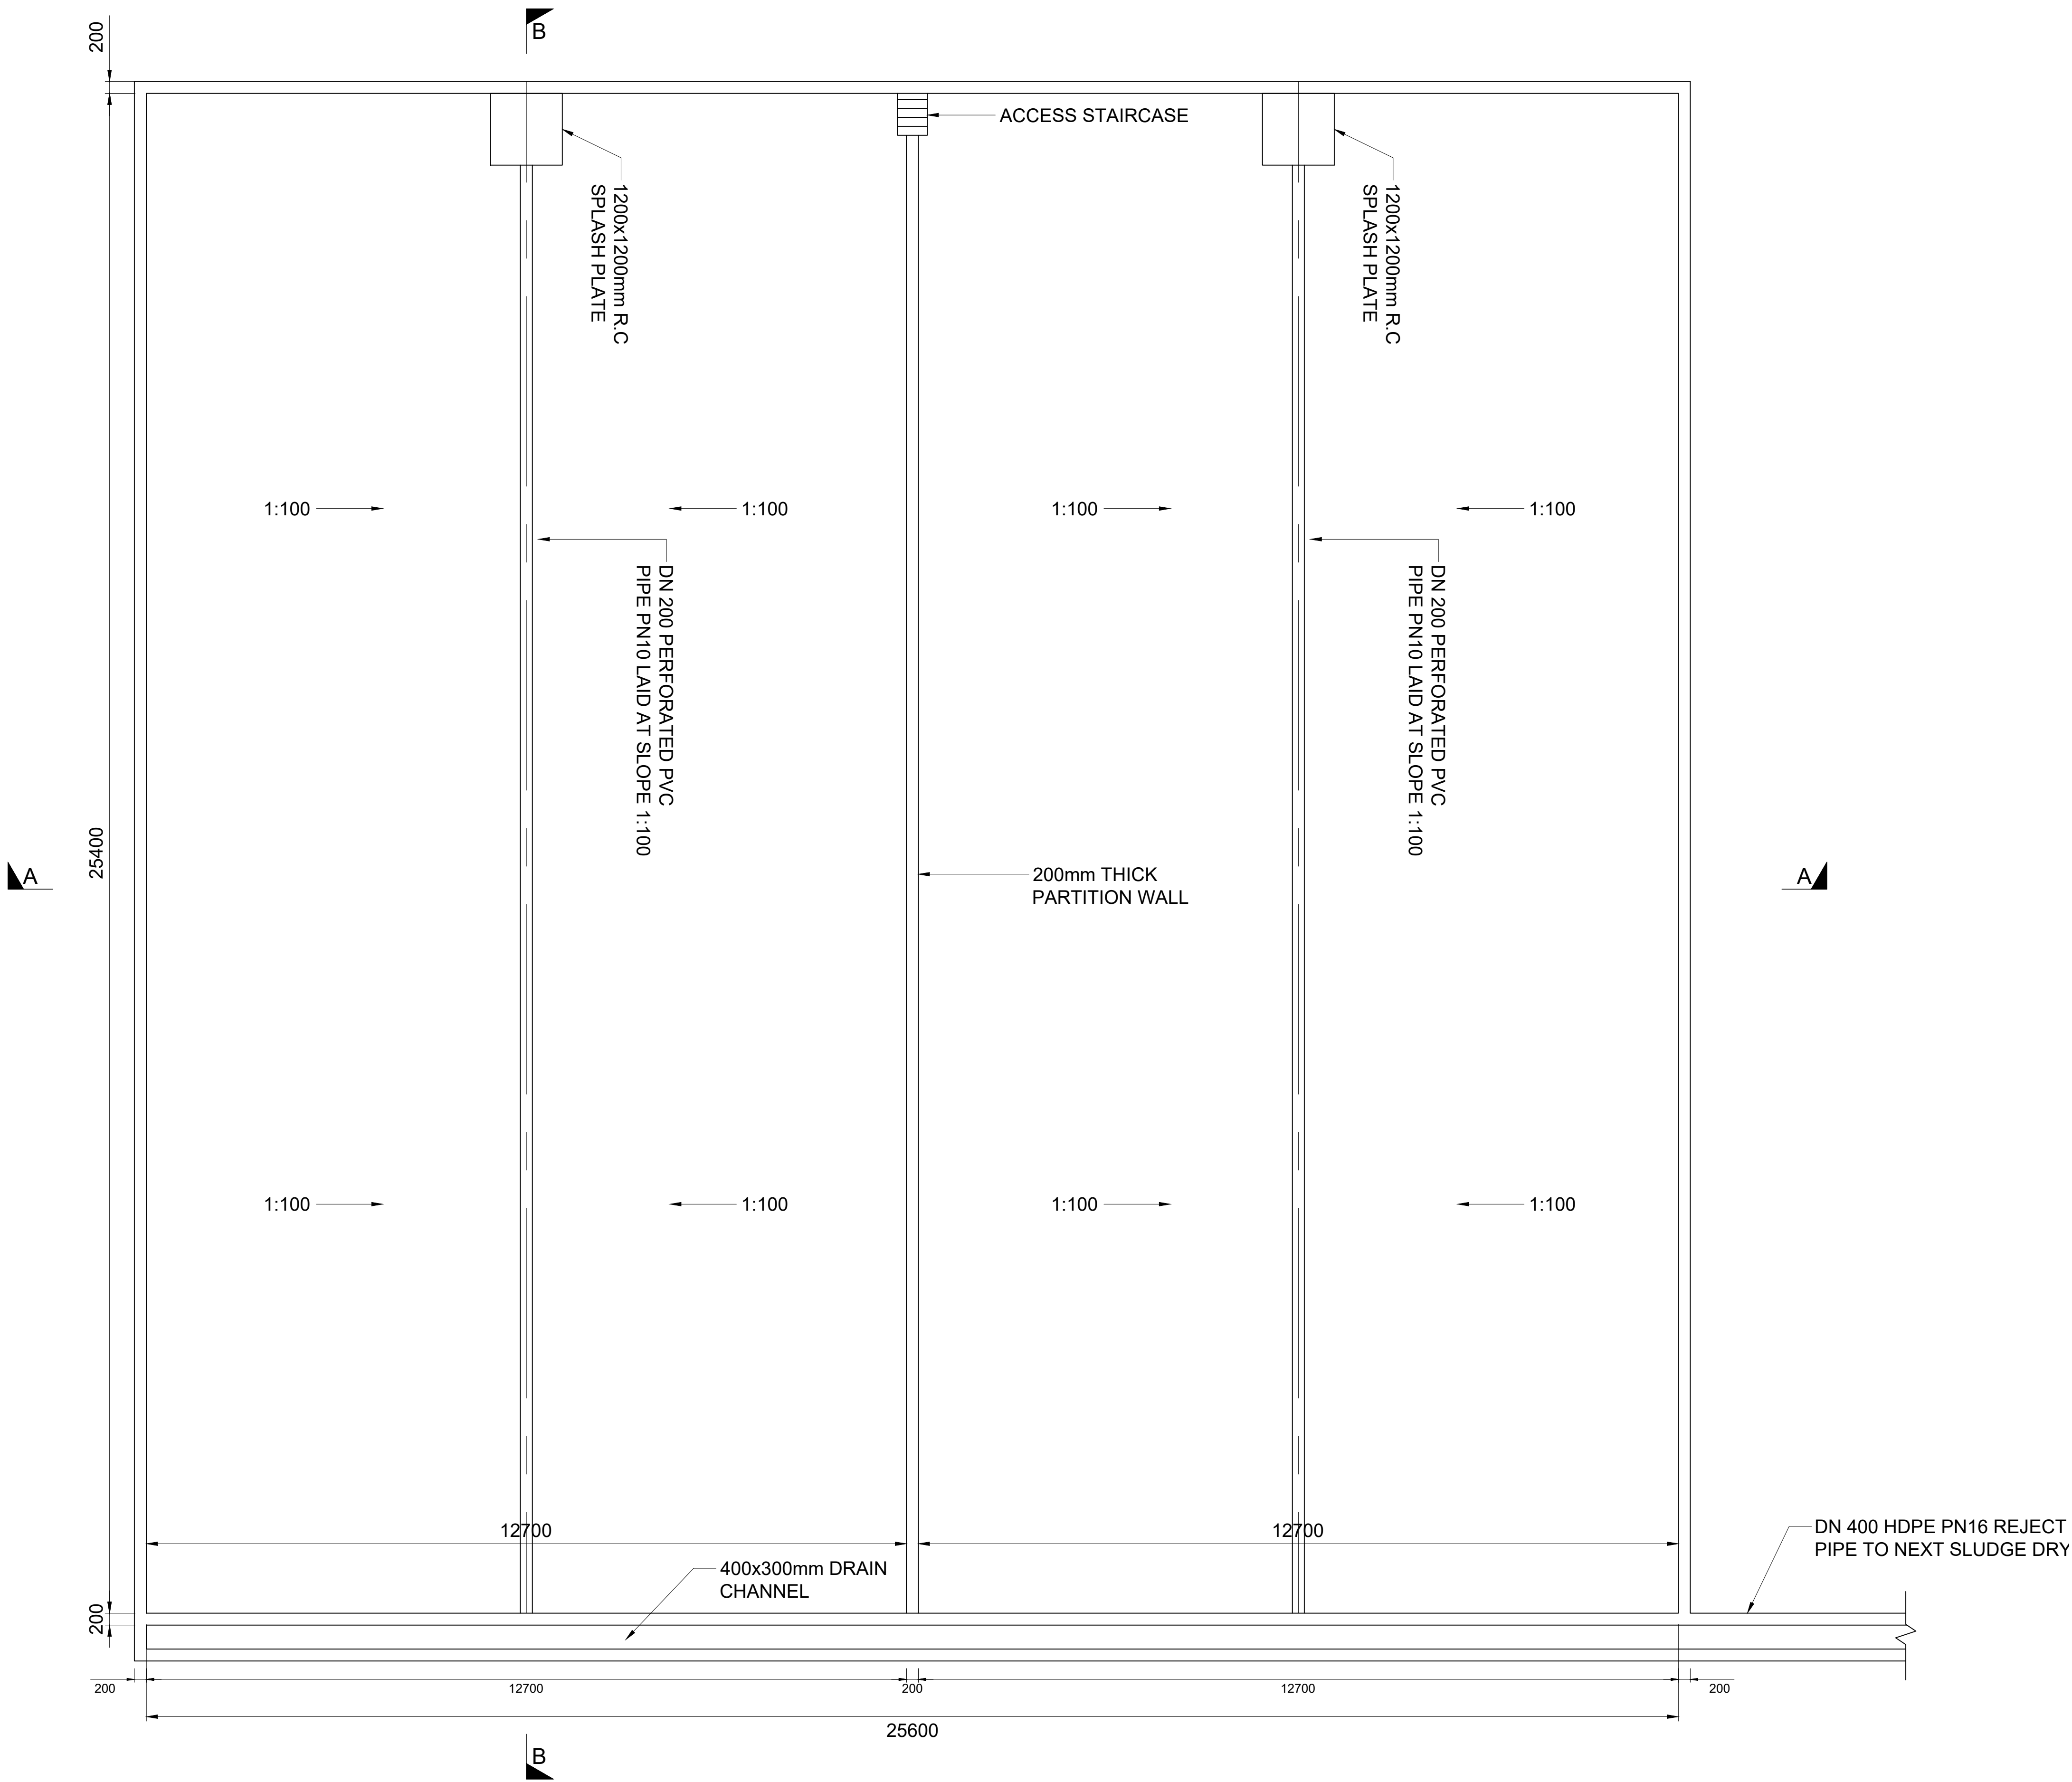 B
200
ACCESS STAIRCASE
1200x1200mm R.C
SPLASH PLATE
1200x1200mm R.C
SPLASH PLATE
1:100
1:100
1:100
1:100
DN 200 PERFORATED PVC
PIPE PN10 LAID AT SLOPE 1:100
DN 200 PERFORATED PVC
PIPE PN10 LAID AT SLOPE 1:100
25400
A
200mm THICK
PARTITION WALL
A
1:100
1:100
1:100
1:100
12700
12700
DN 400 HDPE PN16 REJECT
PIPE TO NEXT SLUDGE DRY
400x300mm DRAIN
CHANNEL
200
200
12700
200
12700
200
25600
B